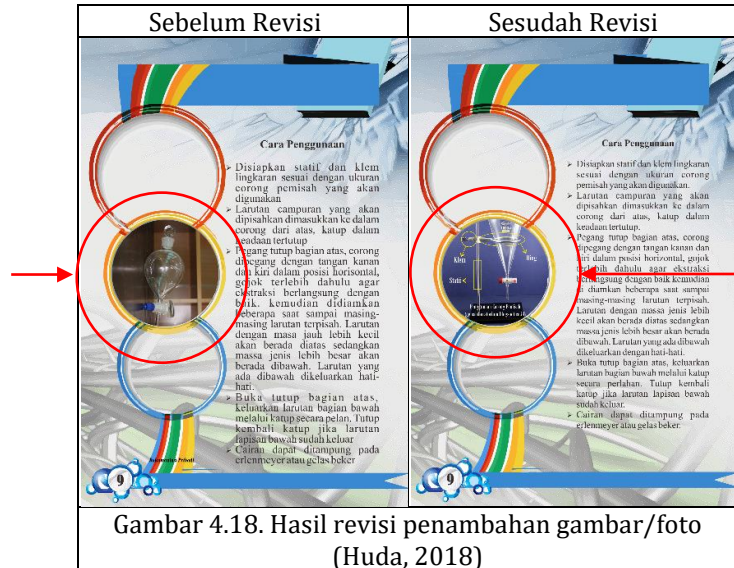 Sebelum Revisi
Sesudah Revisi
Cara Penggunaan
➢ Disiapkan statif dan klem
lingkaran sesuai dengan ukuran
corong pemisah yang akan
digunakan
➢ Larutan campuran yang akan
dipisahkan dimasukkan ke dalam
corong dari atas, katup dalam
keadaan tertutup
➢ Pegang tutup bagian atas, corong
dipegang dengan tangan kanan
dan kiri dalam posisi horisontal,
gojok terlebih dahulu agar
ekstraksi berlangsung dengan
baik. kemudian didiamkan
beberapa saat sampai masing-
masing larutan terpisah. Larutan
dengan masa jauh lebih kecil
akan berada diatas sedangkan
massa jenis lebih besar akan
berada dibawah. Larutan yang
ada dibawah dikeluarkan hati-
hati.
➢ Buka tutup bagian atas,
keluarkan larutan bagian bawah
melalui katup secara pelan. Tutup
kembali katup jika larutan
lapisan bawah sudah keluar
➢ Cairan dapat ditampung pada
erlenmeyer atau gelas beker
9
Cara Penggunaan
➢ Disiapkan statif dan klem lingkaran
sesuai dengan ukuran corong
pemisah yang akan digunakan.
➢ Larutan campuran yang akan
dipisahkan dimasukkan ke dalam
corong dari atas, katup dalam
keadaan tertutup.
➢ Pegang tutup bagian atas, corong
dipegang dengan tangan kanan dan
kiri dalam posisi horizontal, gojok
terlebih dahulu agar ekstraksi
berlangsung dengan baik kemudian
di diamkan beberapa saat sampai
masing-masing larutan terpisah.
Larutan dengan massa jenis lebih
kecil akan berada diatas sedangkan
massa jenis lebih besar akan berada
dibawah. Larutan yang ada dibawah
dikeluarkan dengan hati-hati.
➢ Buka tutup bagian atas, keluarkan
larutan bagian bawah melalui katup
secara perlahan. Tutup kembali
katup jika larutan lapisan bawah
sudah keluar.
➢ Cairan dapat ditampung pada
erlenmeyer atau gelas beker.
Klem
Ring
Statif
9
Gambar 4.18. Hasil revisi penambahan gambar/foto
(Huda, 2018)